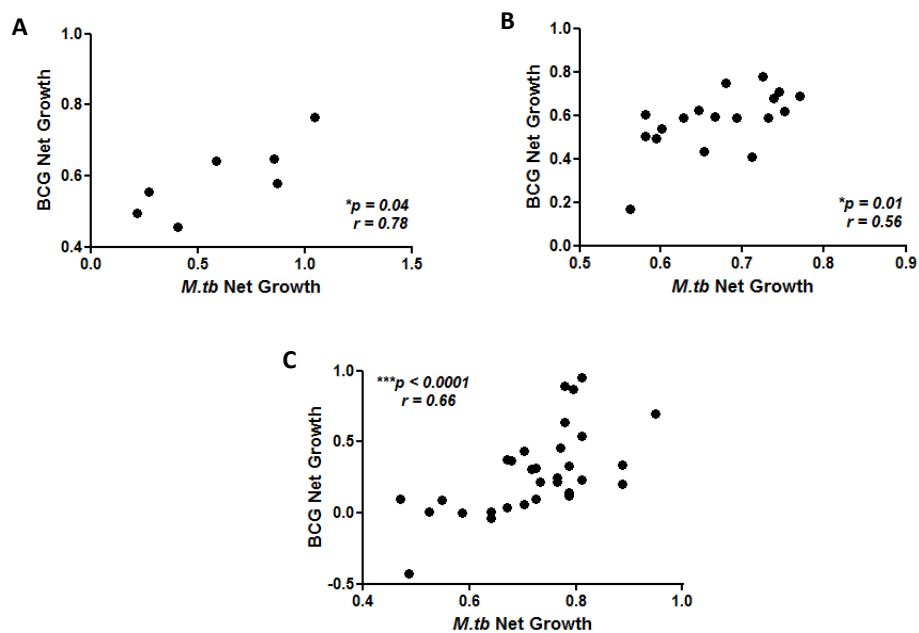 A
1.0
0.8
0.6
0.4
BCG Net Growth
0.0
0.5
1.0
1.5
M.tb Net Growth
*p = 0.04
r = 0.78
B
1.0
0.8
0.6
0.4
0.2
0.0
BCG Net Growth
0.5
0.6
0.7
0.8
0.9
M.tb Net Growth
*p = 0.01
r = 0.56
C
1.0
0.5
0.0
-0.5
BCG Net Growth
0.4
0.6
0.8
1.0
M.tb Net Growth
***p < 0.0001
r = 0.66